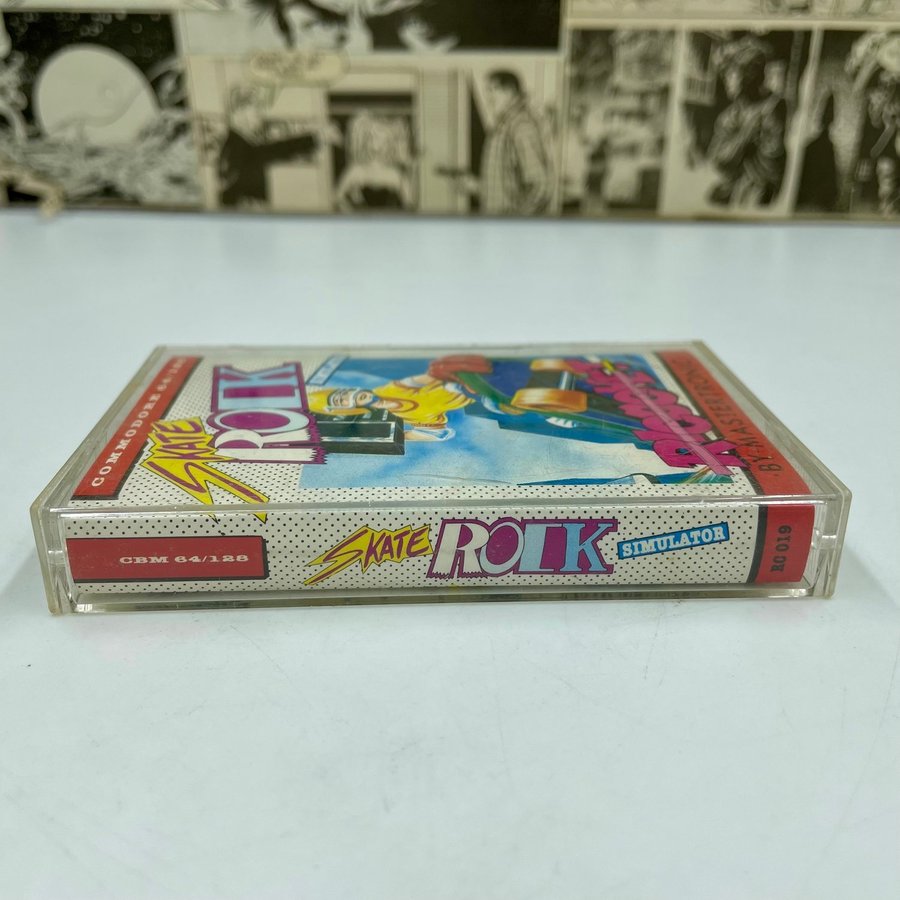 COMMODORE 64/128
SKATE
ROCK
BY MASTERTRONIC
CBM 64/128
SKATE ROCK SIMULATOR
RC 019